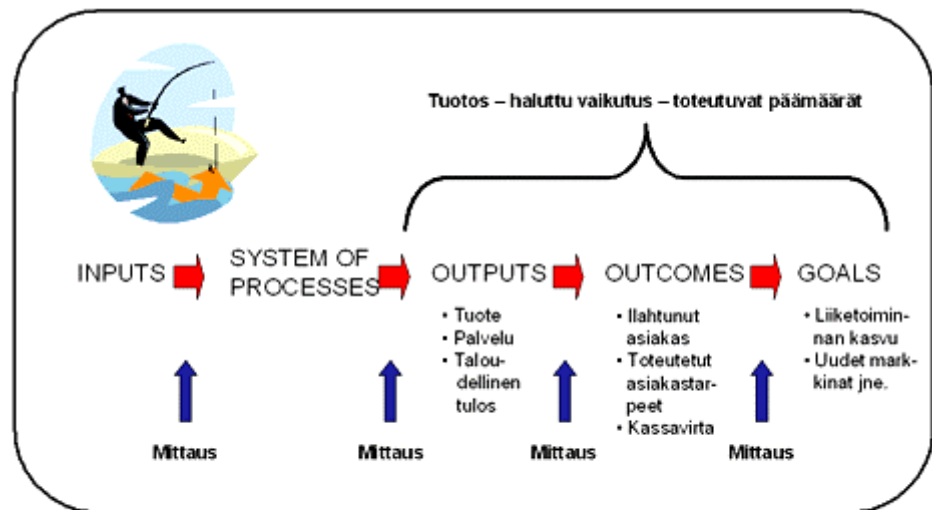 Tuotos – haluttu vaikutus – toteutuvat päämäärät
INPUTS
SYSTEM OF
PROCESSES
OUTPUTS
OUTCOMES
GOALS
• Tuote
• Palvelu
• Talou-
dellinen
tulos
• Ilahtunut
asiakas
• Toteutetut
asiakastar-
peet
• Kassavirta
• Liiketoimin-
nan kasvu
• Uudet mark-
kinat jne.
Mittaus
Mittaus
Mittaus
Mittaus